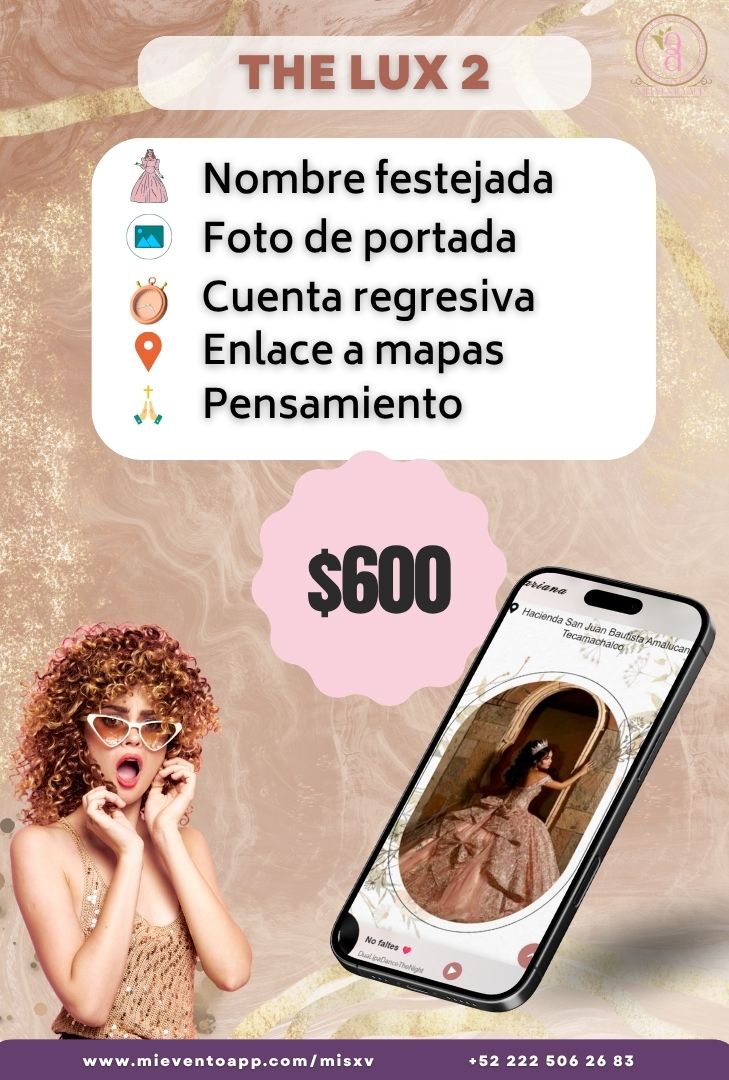 THE LUX 2
Nombre festejada
Foto de portada
Cuenta regresiva
Enlace a mapas
Pensamiento
$600
ariana
Hacienda San Juan Bautista Amalucan
Tecamachalco
No faltes
DuaLipaDanceTheNight
www.mieventoapp.com/misxv
+52 222 506 26 83